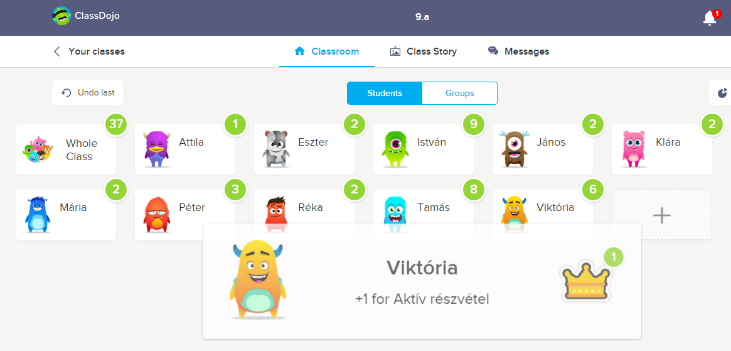 ClassDojo
9.a
1
Your classes
Classroom
Class Story
Messages
Undo last
Students
Groups
37
Whole
Class
1
Attila
2
Eszter
9
István
2
János
2
Klára
2
Mária
3
Péter
2
Réka
8
Tamás
6
Viktória
Viktória
+1 for Aktív részvétel
1